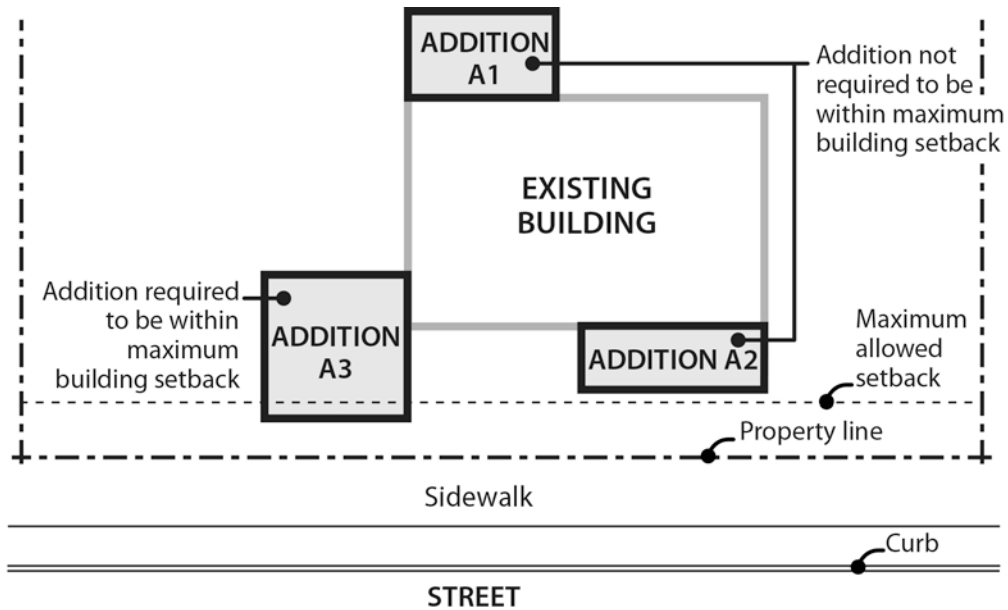 ADDITION
A1
Addition not
required to be
within maximum
building setback
EXISTING
BUILDING
Addition required
to be within
maximum
building setback
ADDITION
A3
ADDITION A2
Maximum
allowed
setback
Property line
Sidewalk
Curb
STREET